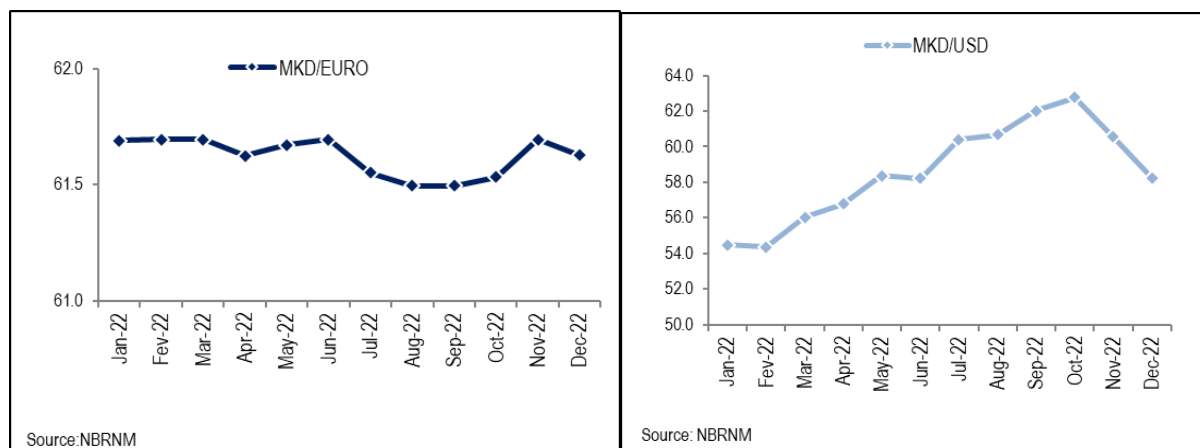 MKD/EURO
62.0
61.5
61.0
Jan-22
Fev-22
Mar-22
Apr-22
May-22
Jun-22
Jul-22
Aug-22
Sep-22
Oct-22
Nov-22
Dec-22
Source:NBRNM
MKD/USD
64.0
62.0
60.0
58.0
56.0
54.0
52.0
50.0
Jan-22
Fev-22
Mar-22
Apr-22
May-22
Jun-22
Jul-22
Aug-22
Sep-22
Oct-22
Nov-22
Dec-22
Source: NBRNM